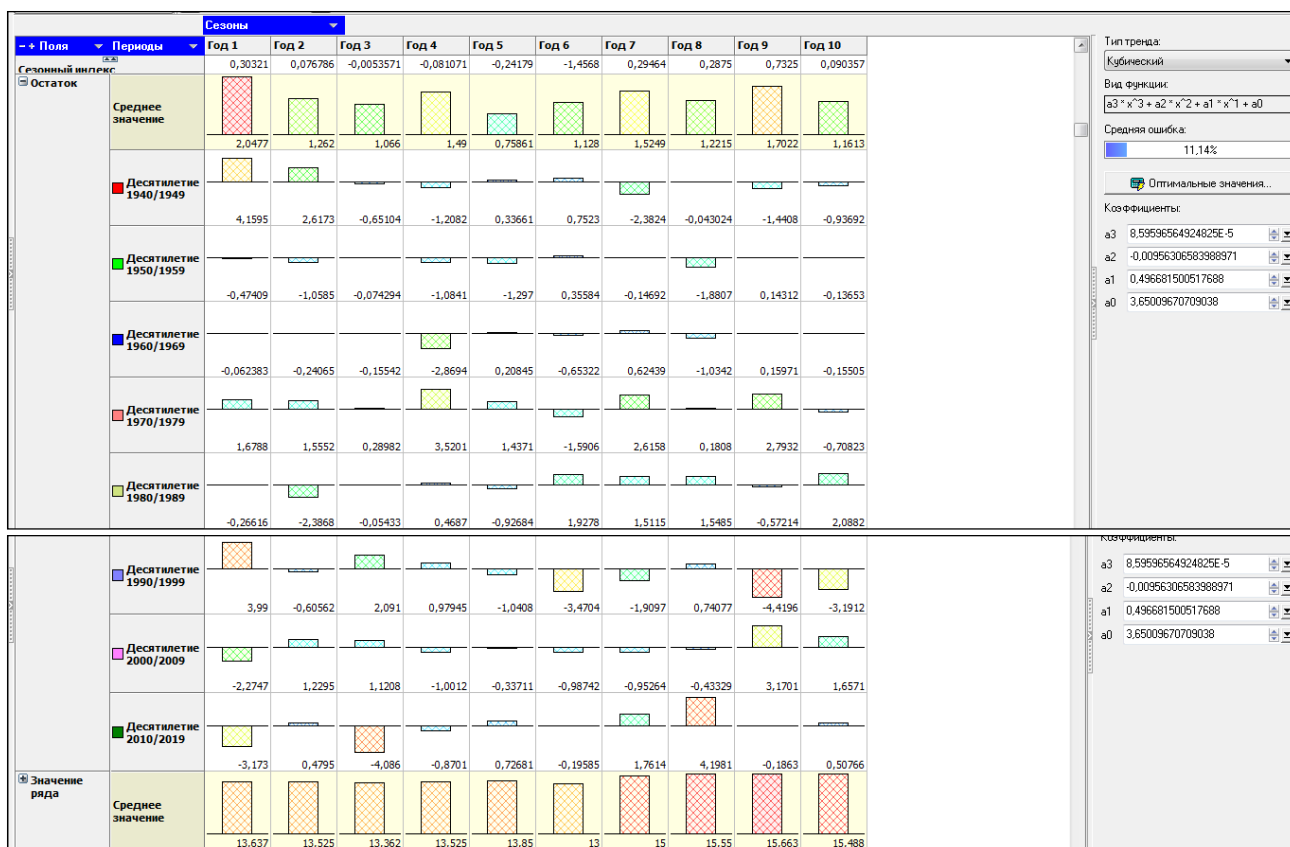 Сезоны
– + Поля Периоды Год 1 Год 2 Год 3 Год 4 Год 5 Год 6 Год 7 Год 8 Год 9 Год 10
Сезонный индекс 0,30321 0,076786 -0,0053571 -0,081071 -0,24179 -1,4568 0,29464 0,2875 0,7325 0,090357
Остаток
Среднее
значение
2,0477 1,262 1,066 1,49 0,75861 1,128 1,5249 1,2215 1,7022 1,1613
Десятилетие
1940/1949
4,1595 2,6173 -0,65104 -1,2082 0,33661 0,7523 -2,3824 -0,043024 -1,4408 -0,93692
Десятилетие
1950/1959
-0,47409 -1,0585 -0,074294 -1,0841 -1,297 0,35584 -0,14692 -1,8807 0,14312 -0,13653
Десятилетие
1960/1969
-0,062383 -0,24065 -0,15542 -2,8694 0,20845 -0,65322 0,62439 -1,0342 0,15971 -0,15505
Десятилетие
1970/1979
1,6788 1,5552 0,28982 3,5201 1,4371 -1,5906 2,6158 0,1808 2,7932 -0,70823
Десятилетие
1980/1989
-0,26616 -2,3868 -0,05433 0,4687 -0,92684 1,9278 1,5115 1,5485 -0,57214 2,0882
Тип тренда:
Кубический
Вид функции:
a3 * x^3 + a2 * x^2 + a1 * x^1 + a0
Средняя ошибка:
11,14%
Оптимальные значения...
Коэффициенты:
a3 8,59596564924825E-5
a2 -0,00956306583988971
a1 0,496681500517688
a0 3,65009670709038
Десятилетие
1990/1999
3,99 -0,60562 2,091 0,97945 -1,0408 -3,4704 -1,9097 0,74077 -4,4196 -3,1912
Десятилетие
2000/2009
-2,2747 1,2295 1,1208 -1,0012 -0,33711 -0,98742 -0,95264 -0,43329 3,1701 1,6571
Десятилетие
2010/2019
-3,173 0,4795 -4,086 -0,8701 0,72681 -0,19585 1,7614 4,1981 -0,1863 0,50766
Значение
ряда
Среднее
значение
13,637 13,525 13,362 13,525 13,85 13 15 15,55 15,663 15,488
Коэффициенты:
a3 8,59596564924825E-5
a2 -0,00956306583988971
a1 0,496681500517688
a0 3,65009670709038